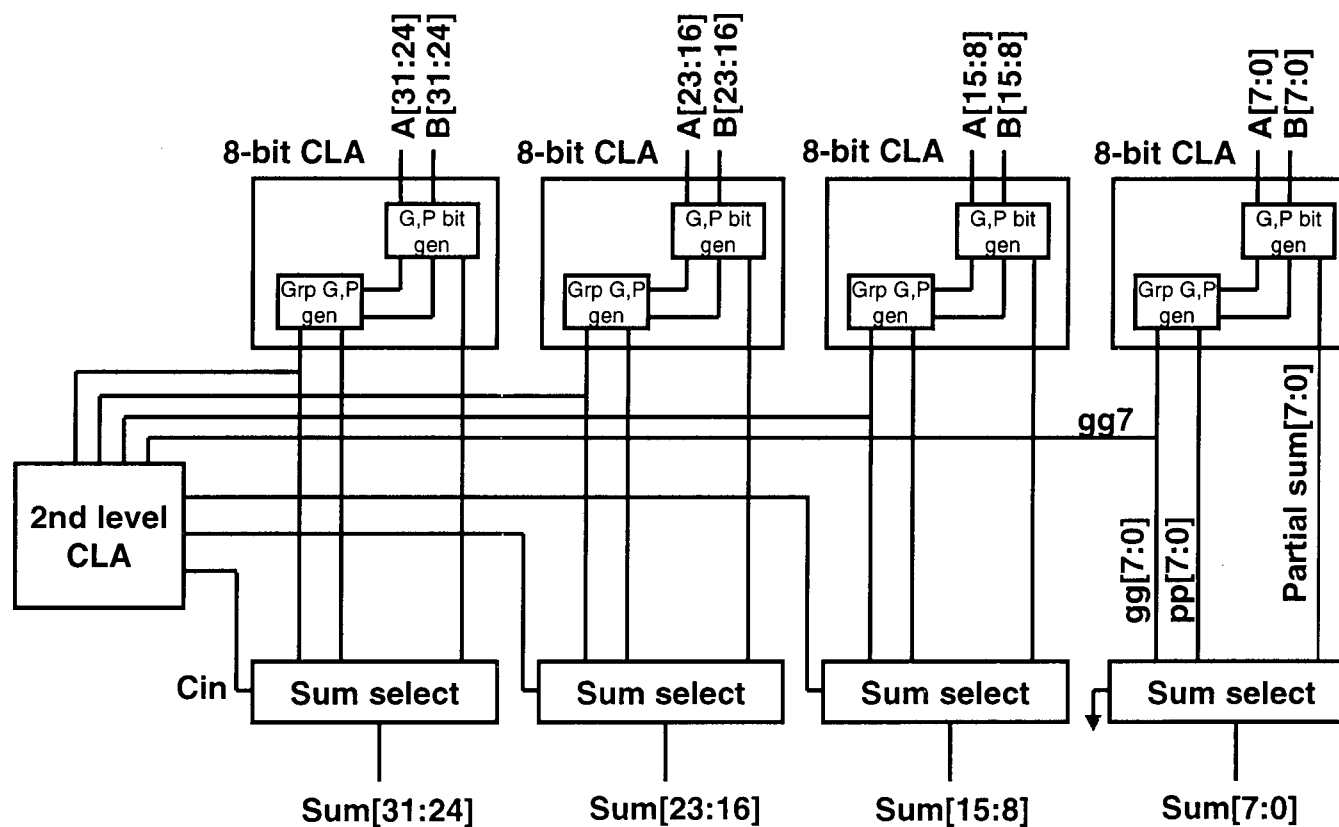 A[31:24]
B[31:24]
A[23:16]
B[23:16]
A[15:8]
B[15:8]
A[7:0]
B[7:0]
8-bit CLA
8-bit CLA
8-bit CLA
8-bit CLA
G,P bit
gen
G,P bit
gen
G,P bit
gen
G,P bit
gen
Grp G,P
gen
Grp G,P
gen
Grp G,P
gen
Grp G,P
gen
gg7
2nd level
CLA
gg[7:0]
pp[7:0]
Partial sum[7:0]
Cin
Sum select
Sum select
Sum select
Sum select
Sum[31:24]
Sum[23:16]
Sum[15:8]
Sum[7:0]